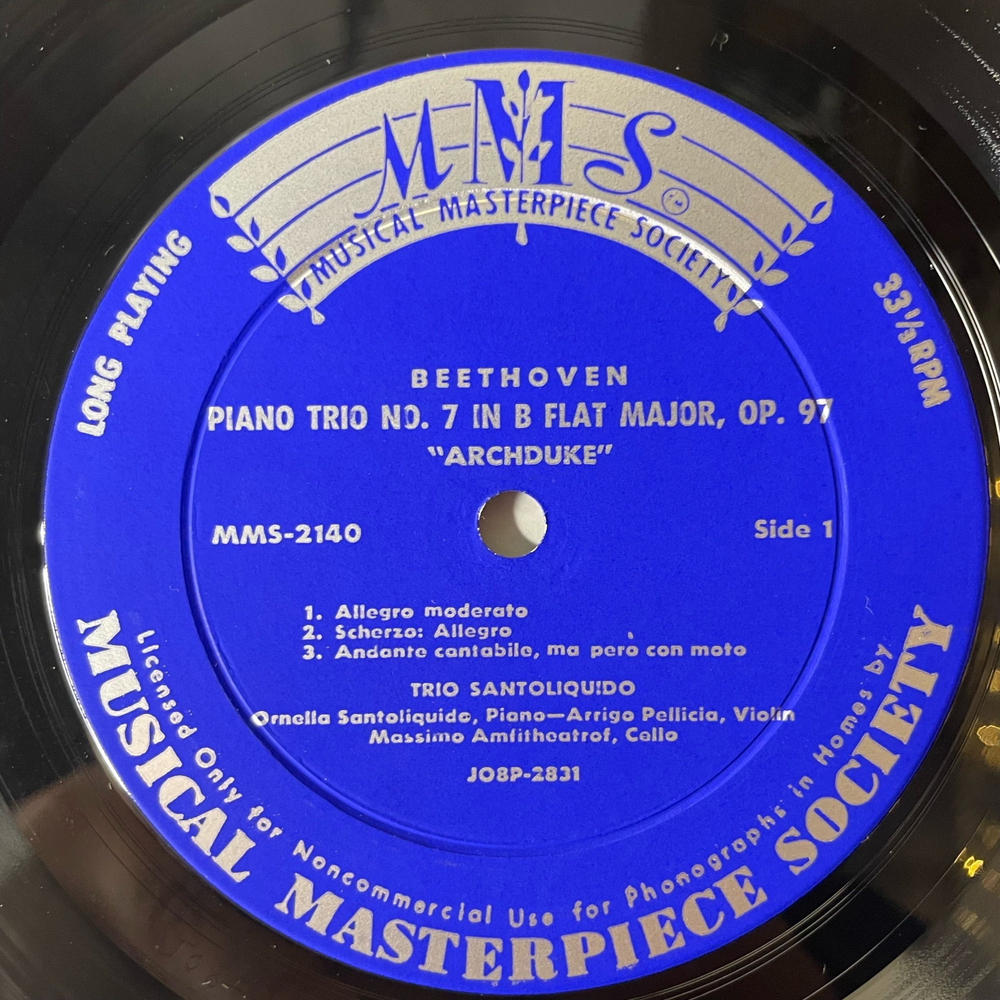 MMS
TM
MUSICAL MASTERPIECE SOCIETY
LONG PLAYING
33 1/3 RPM
BEETHOVEN
PIANO TRIO NO. 7 IN B FLAT MAJOR, OP. 97
"ARCHDUKE"
MMS-2140
Side 1
1. Allegro moderato
2. Scherzo: Allegro
3. Andante cantabile, ma però con moto
TRIO SANTOLIQUIDO
Ornella Santoliquido, Piano—Arrigo Pellicia, Violin
Massimo Amfitheatrof, Cello
JO8P-2831
Licensed Only for Noncommercial Use for Phonographs in Homes by
MUSICAL MASTERPIECE SOCIETY
R